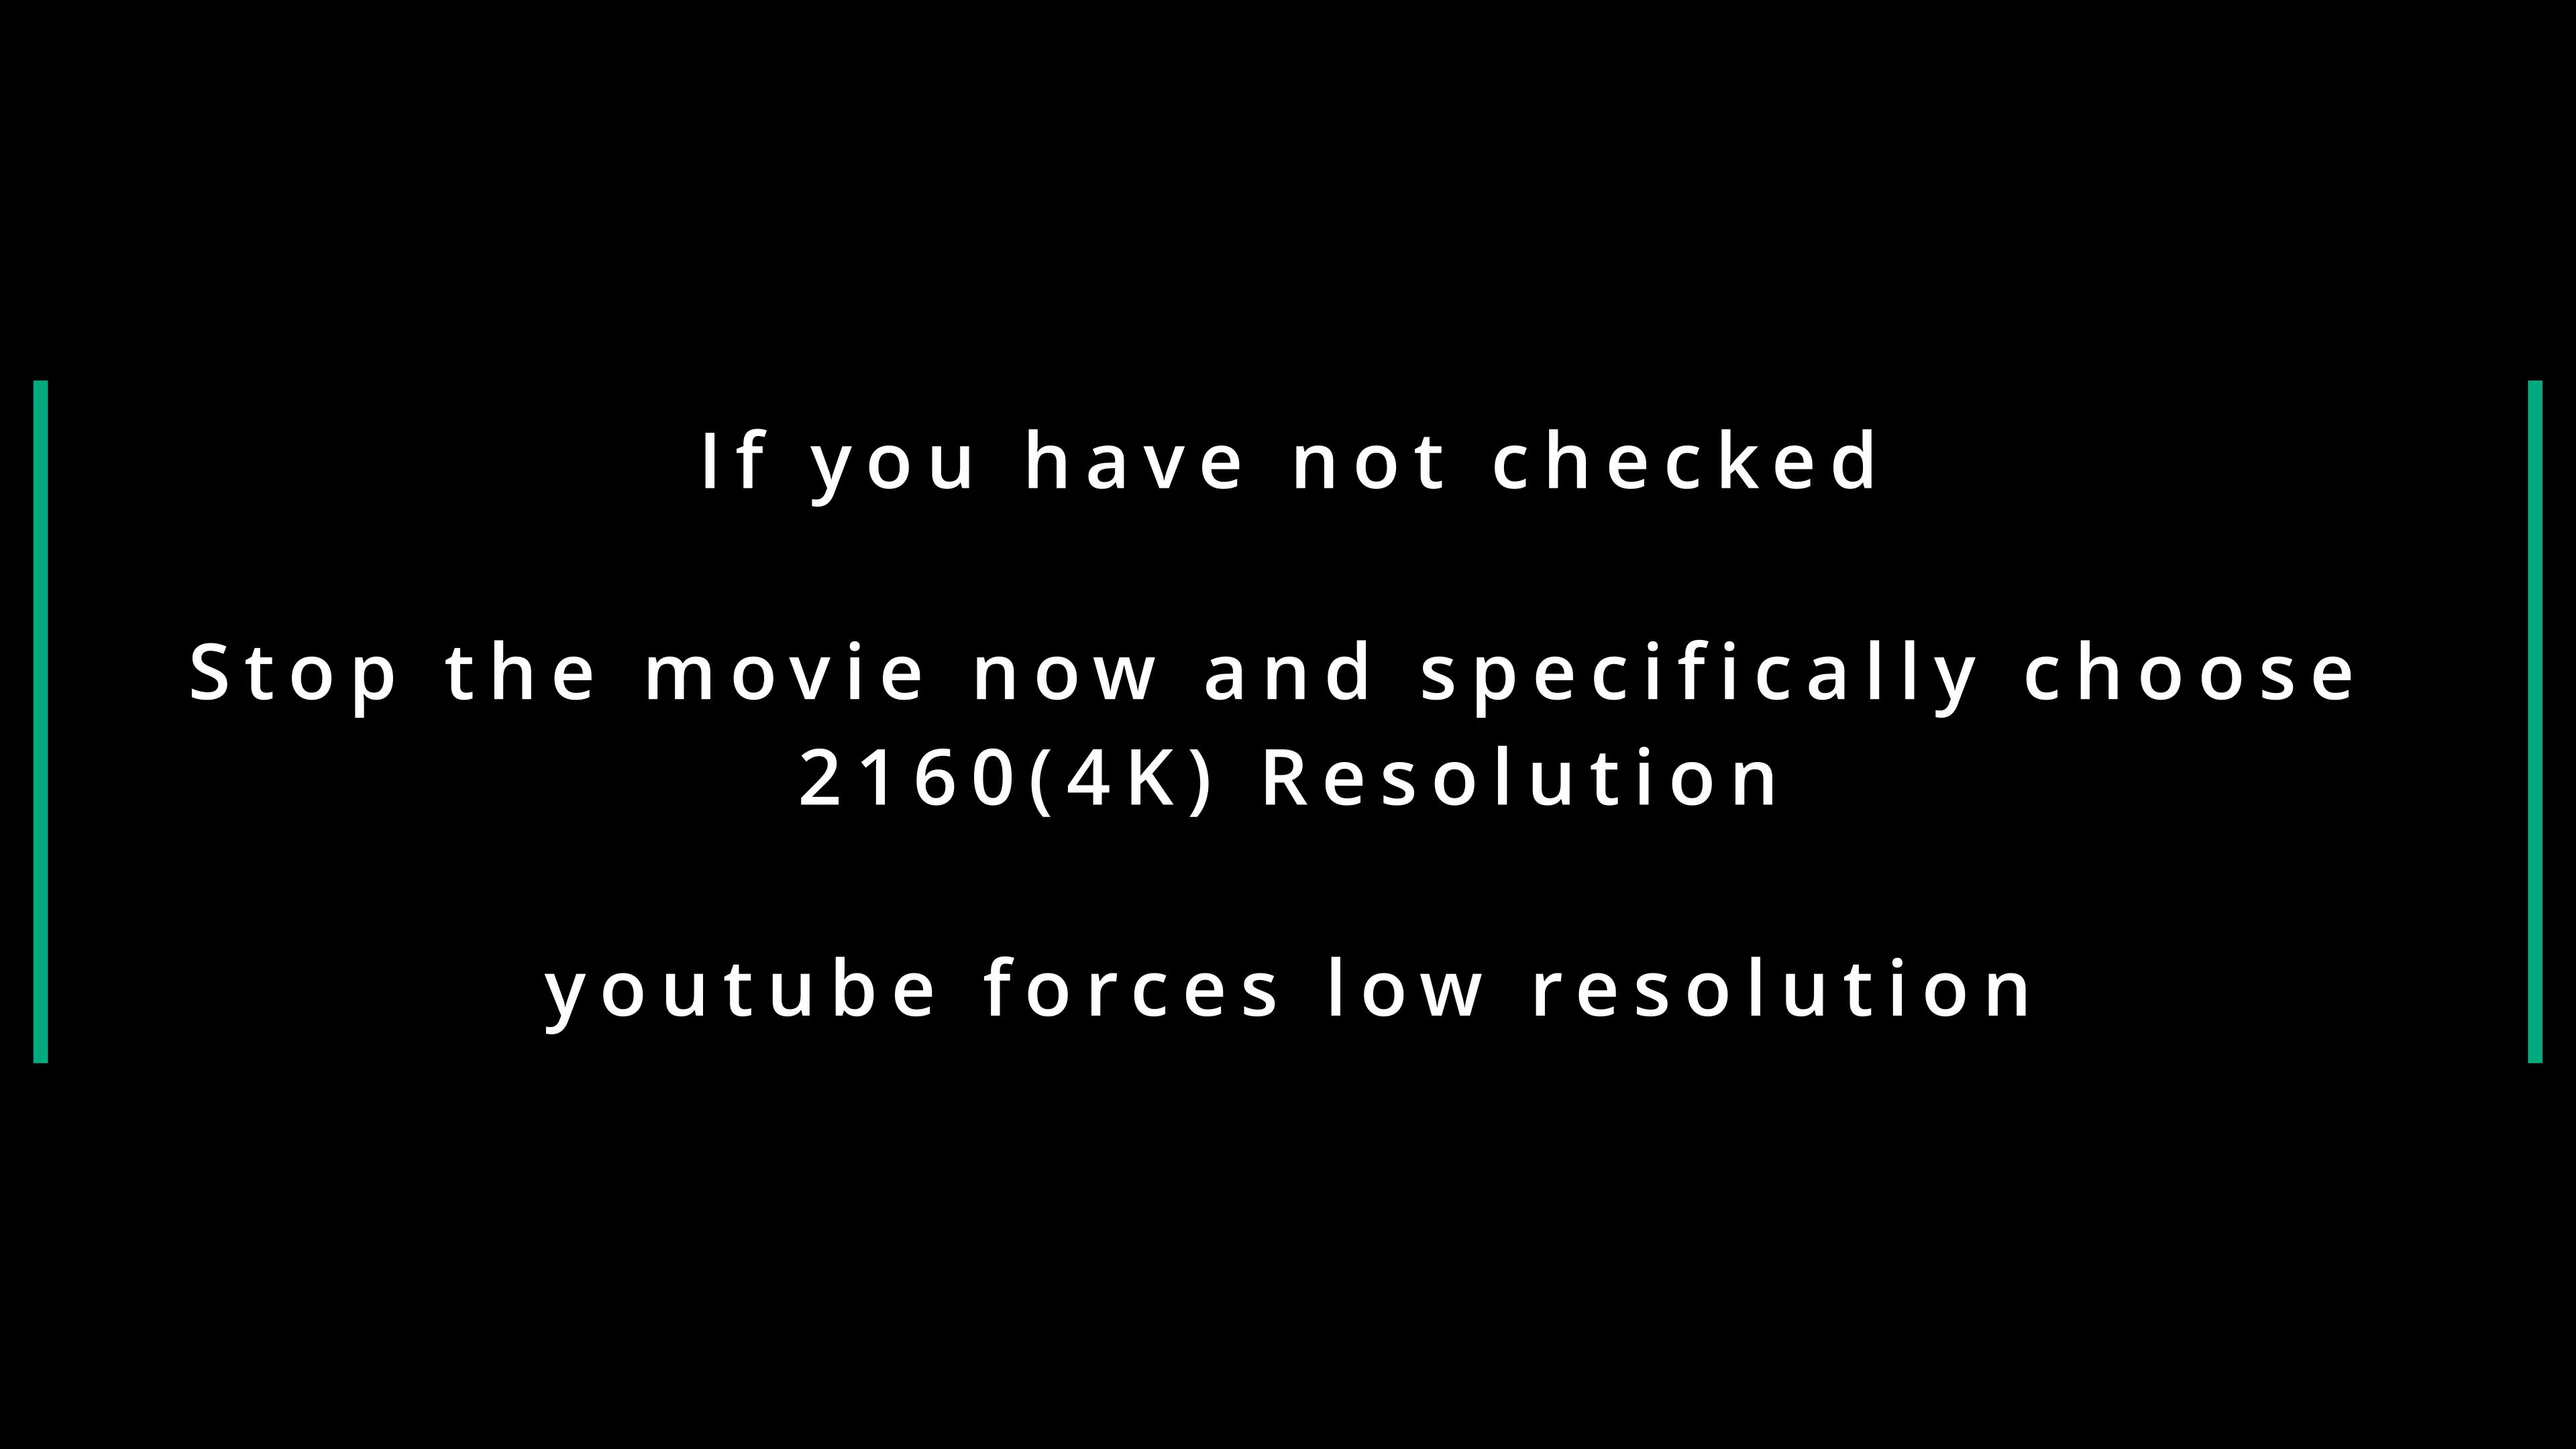 If you have not checked
Stop the movie now and specifically choose
2160(4K) Resolution
youtube forces low resolution